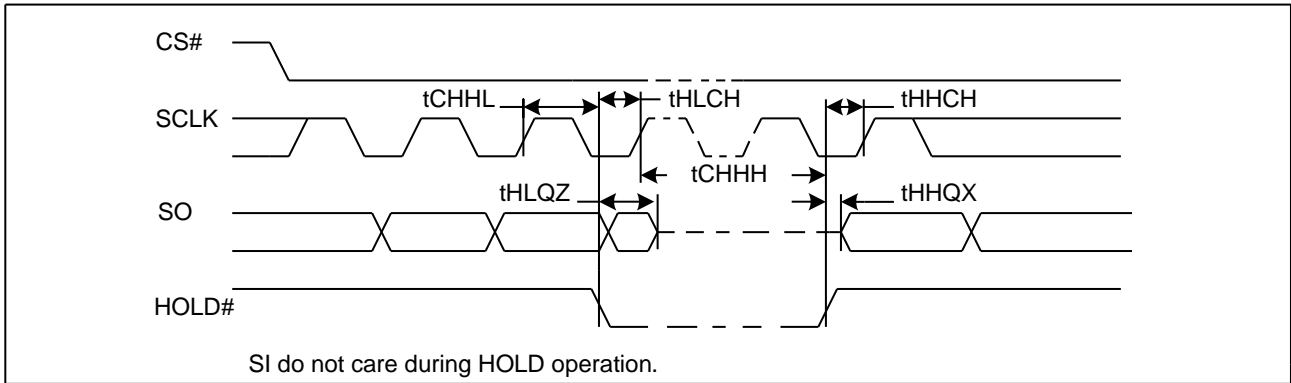 CS#
tCHHL
tHLCH
tHHCH
SCLK
tCHHH
tHLQZ
tHHQX
SO
HOLD#
SI do not care during HOLD operation.